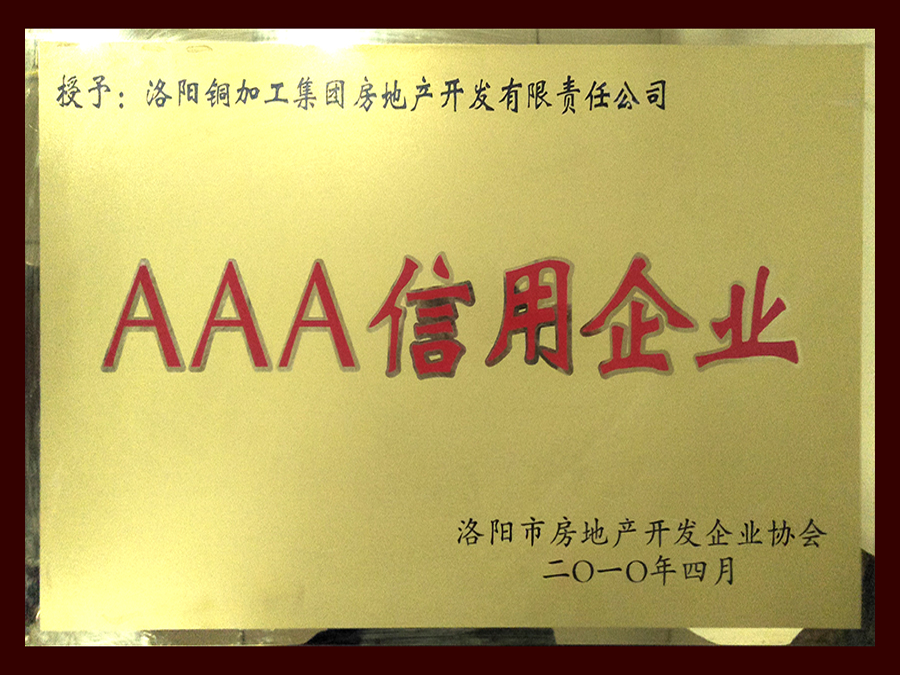 授予：洛阳铜加工集团房地产开发有限责任公司
AAA信用企业
洛阳市房地产开发企业协会
二〇一〇年四月